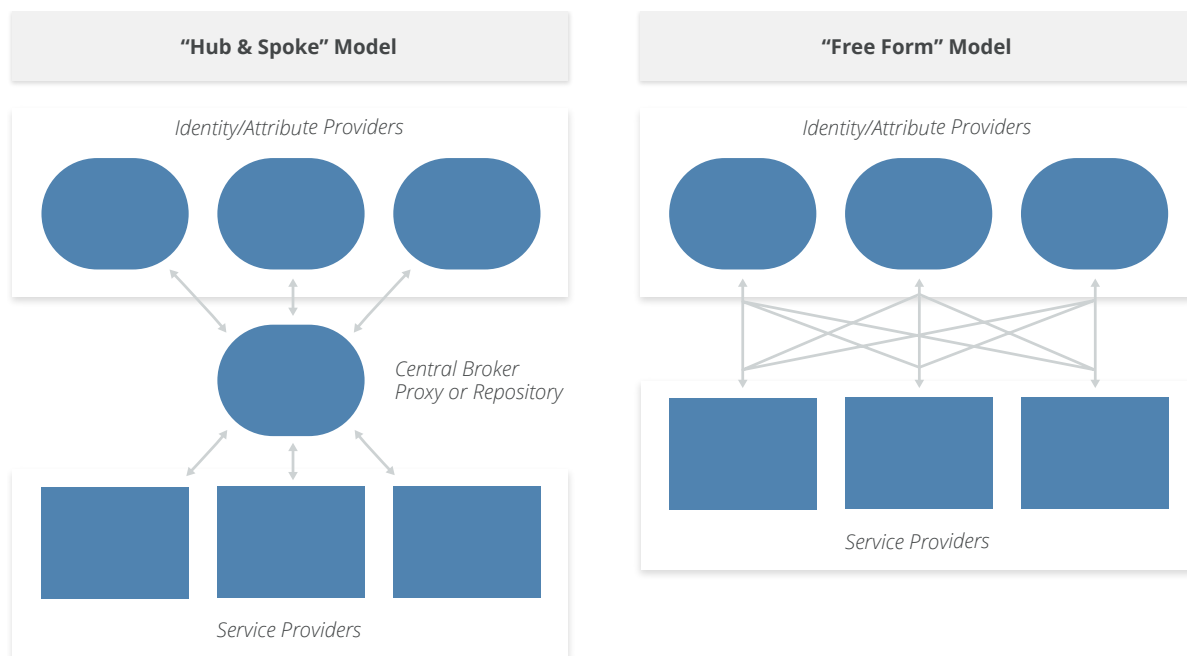 “Hub & Spoke” Model
Identity/Attribute Providers
Central Broker
Proxy or Repository
Service Providers
“Free Form” Model
Identity/Attribute Providers
Service Providers